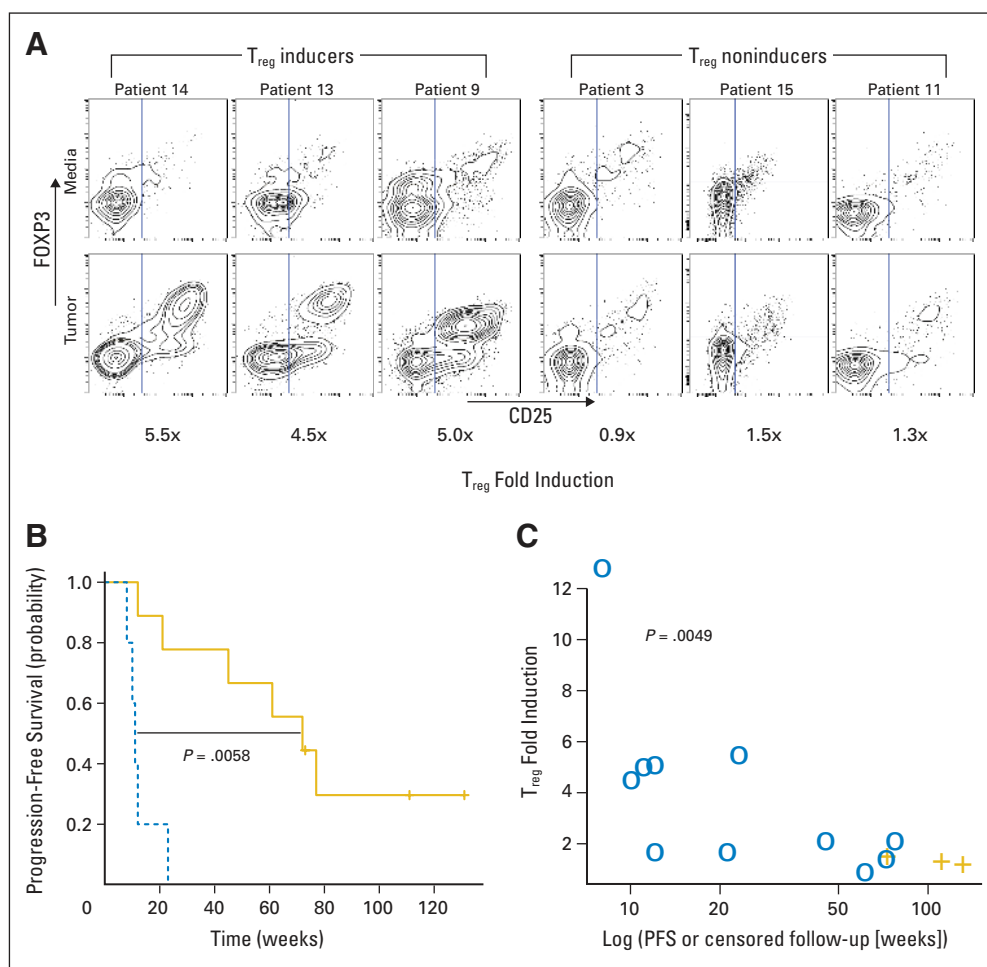 A
Treg inducers
Treg noninducers
Patient 14
Patient 13
Patient 9
Patient 3
Patient 15
Patient 11
Media
FOXP3
Tumor
CD25
5.5x
4.5x
5.0x
0.9x
1.5x
1.3x
Treg Fold Induction
B
Progression-Free Survival (probability)
1.0
0.8
0.6
0.4
0.2
P = .0058
0
20
40
60
80
100
120
Time (weeks)
C
Treg Fold Induction
12
10
8
6
4
2
P = .0049
10
20
50
100
Log (PFS or censored follow-up [weeks])